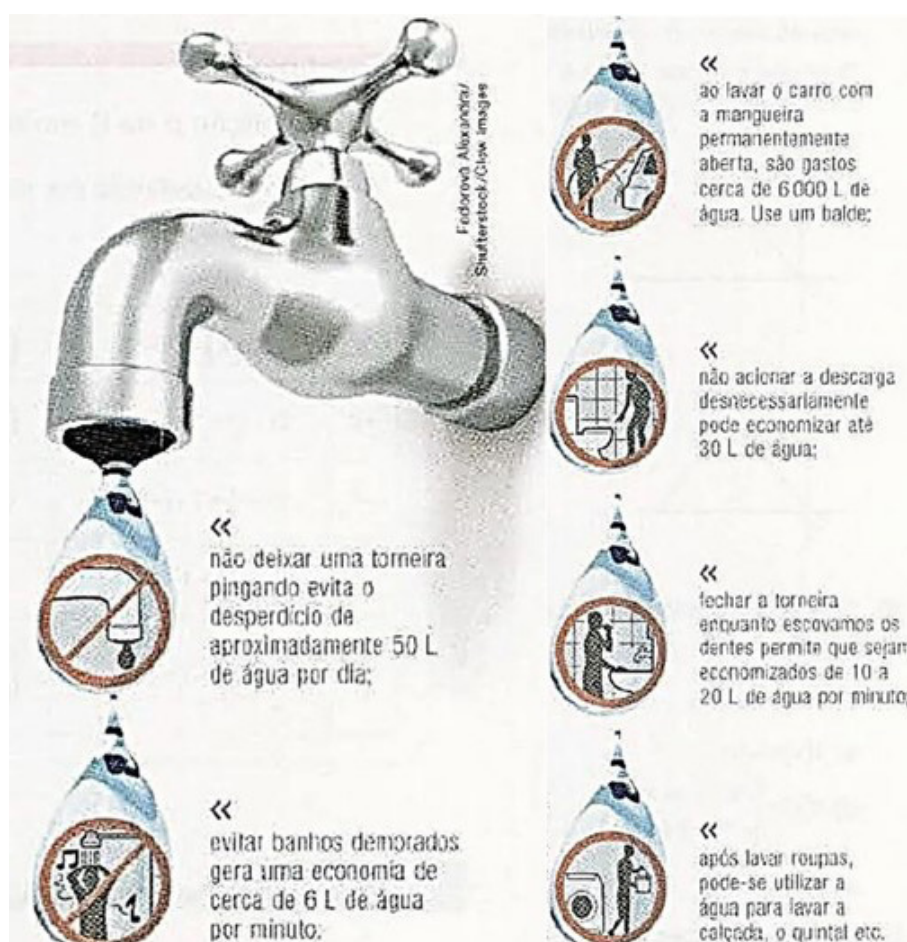 Fedorova Alexandra/
Shutterstock/Glow Images
«
não deixar uma torneira
pingando evita o
desperdício de
aproximadamente 50 L
de água por dia;
«
evitar banhos demorados
gera uma economia de
cerca de 6 L de água
por minuto;
«
ao lavar o carro com
a mangueira
permanentemente
aberta, são gastos
cerca de 6 000 L de
água. Use um balde;
«
não acionar a descarga
desnecessariamente
pode economizar até
30 L de água;
«
fechar a torneira
enquanto escovamos os
dentes permite que sejam
economizados de 10 a
20 L de água por minuto;
«
após lavar roupas,
pode-se utilizar a
água para lavar a
calçada, o quintal etc.